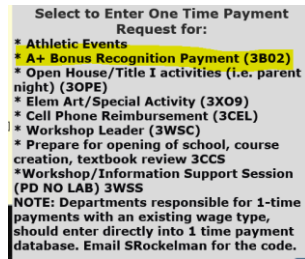 Select to Enter One Time Payment
Request for:
* Athletic Events
* A+ Bonus Recognition Payment (3B02)
* Open House/Title I activities (i.e. parent
night) (3OPE)
* Elem Art/Special Activity (3XO9)
* Cell Phone Reimbursement (3CEL)
* Workshop Leader (3WSC)
* Prepare for opening of school, course
creation, textbook review 3CCS
*Workshop/Information Support Session
(PD NO LAB) 3WSS
NOTE: Departments responsible for 1-time
payments with an existing wage type,
should enter directly into 1 time payment
database. Email SRockelman for the code.